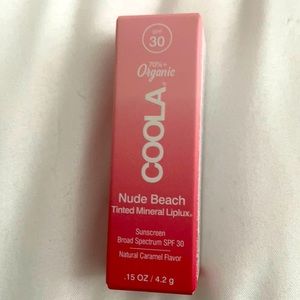 SPF
30
70%+
Organic
COOLA®
Nude Beach
Tinted Mineral Liplux®
Sunscreen
Broad Spectrum SPF 30
Natural Caramel Flavor
.15 OZ / 4.2 g